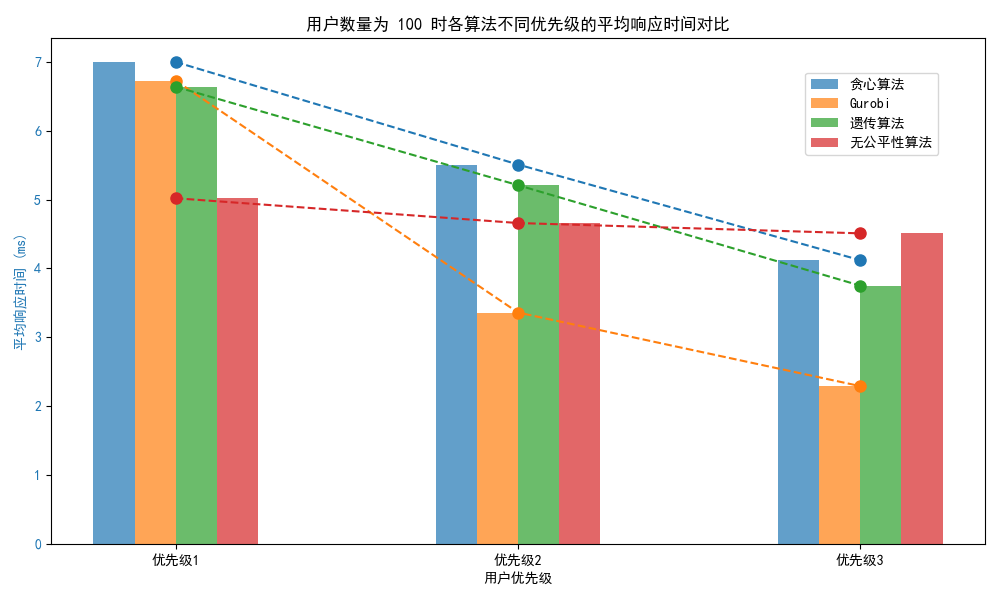 用户数量为 100 时各算法不同优先级的平均响应时间对比
平均响应时间 (ms)
7
6
5
4
3
2
1
0
贪心算法
Gurobi
遗传算法
无公平性算法
优先级1
优先级2
优先级3
用户优先级